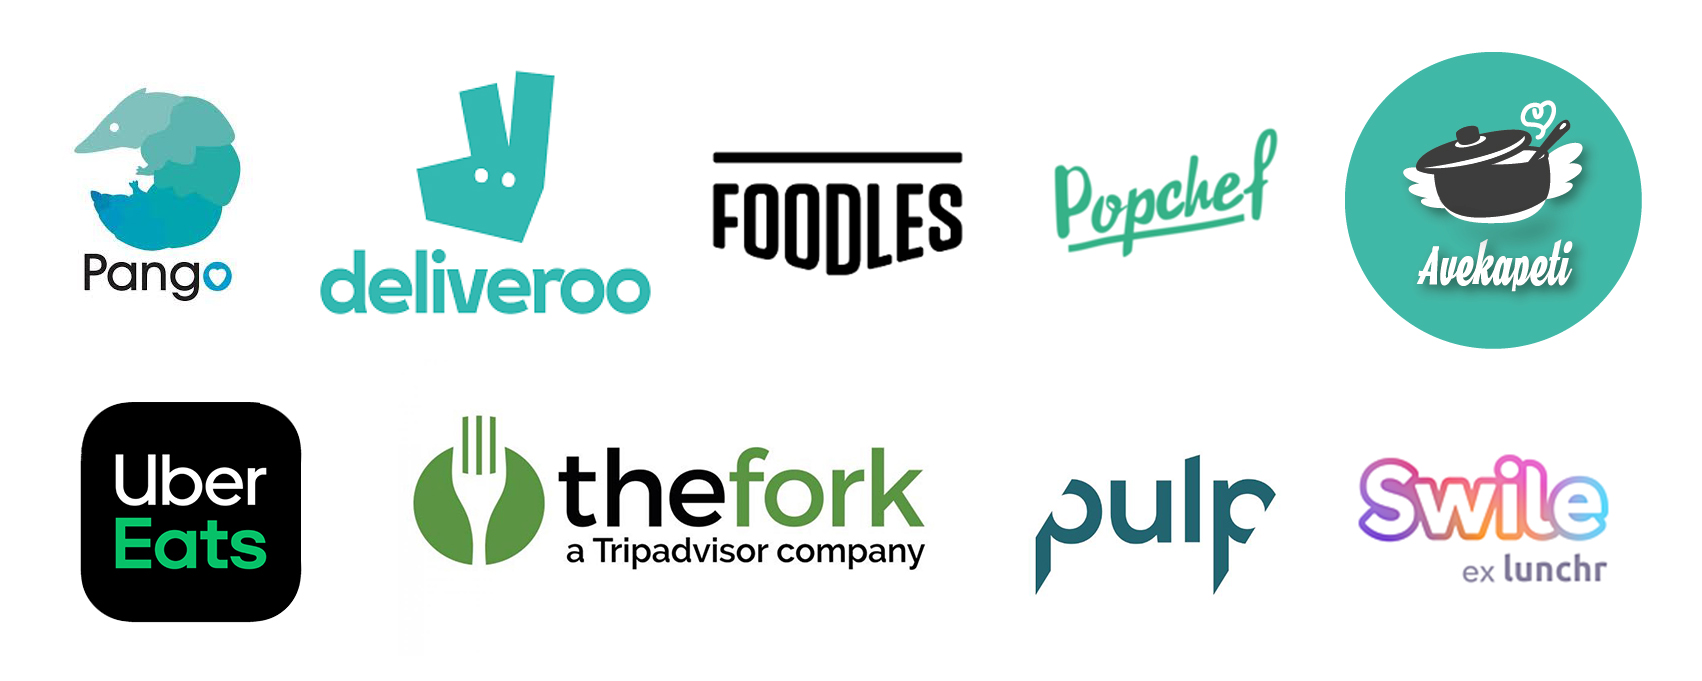 Pango
deliveroo
FOODLES
Popchef
Avekapeti
Uber
Eats
thefork
a Tripadvisor company
pulp
Swile
ex lunchr